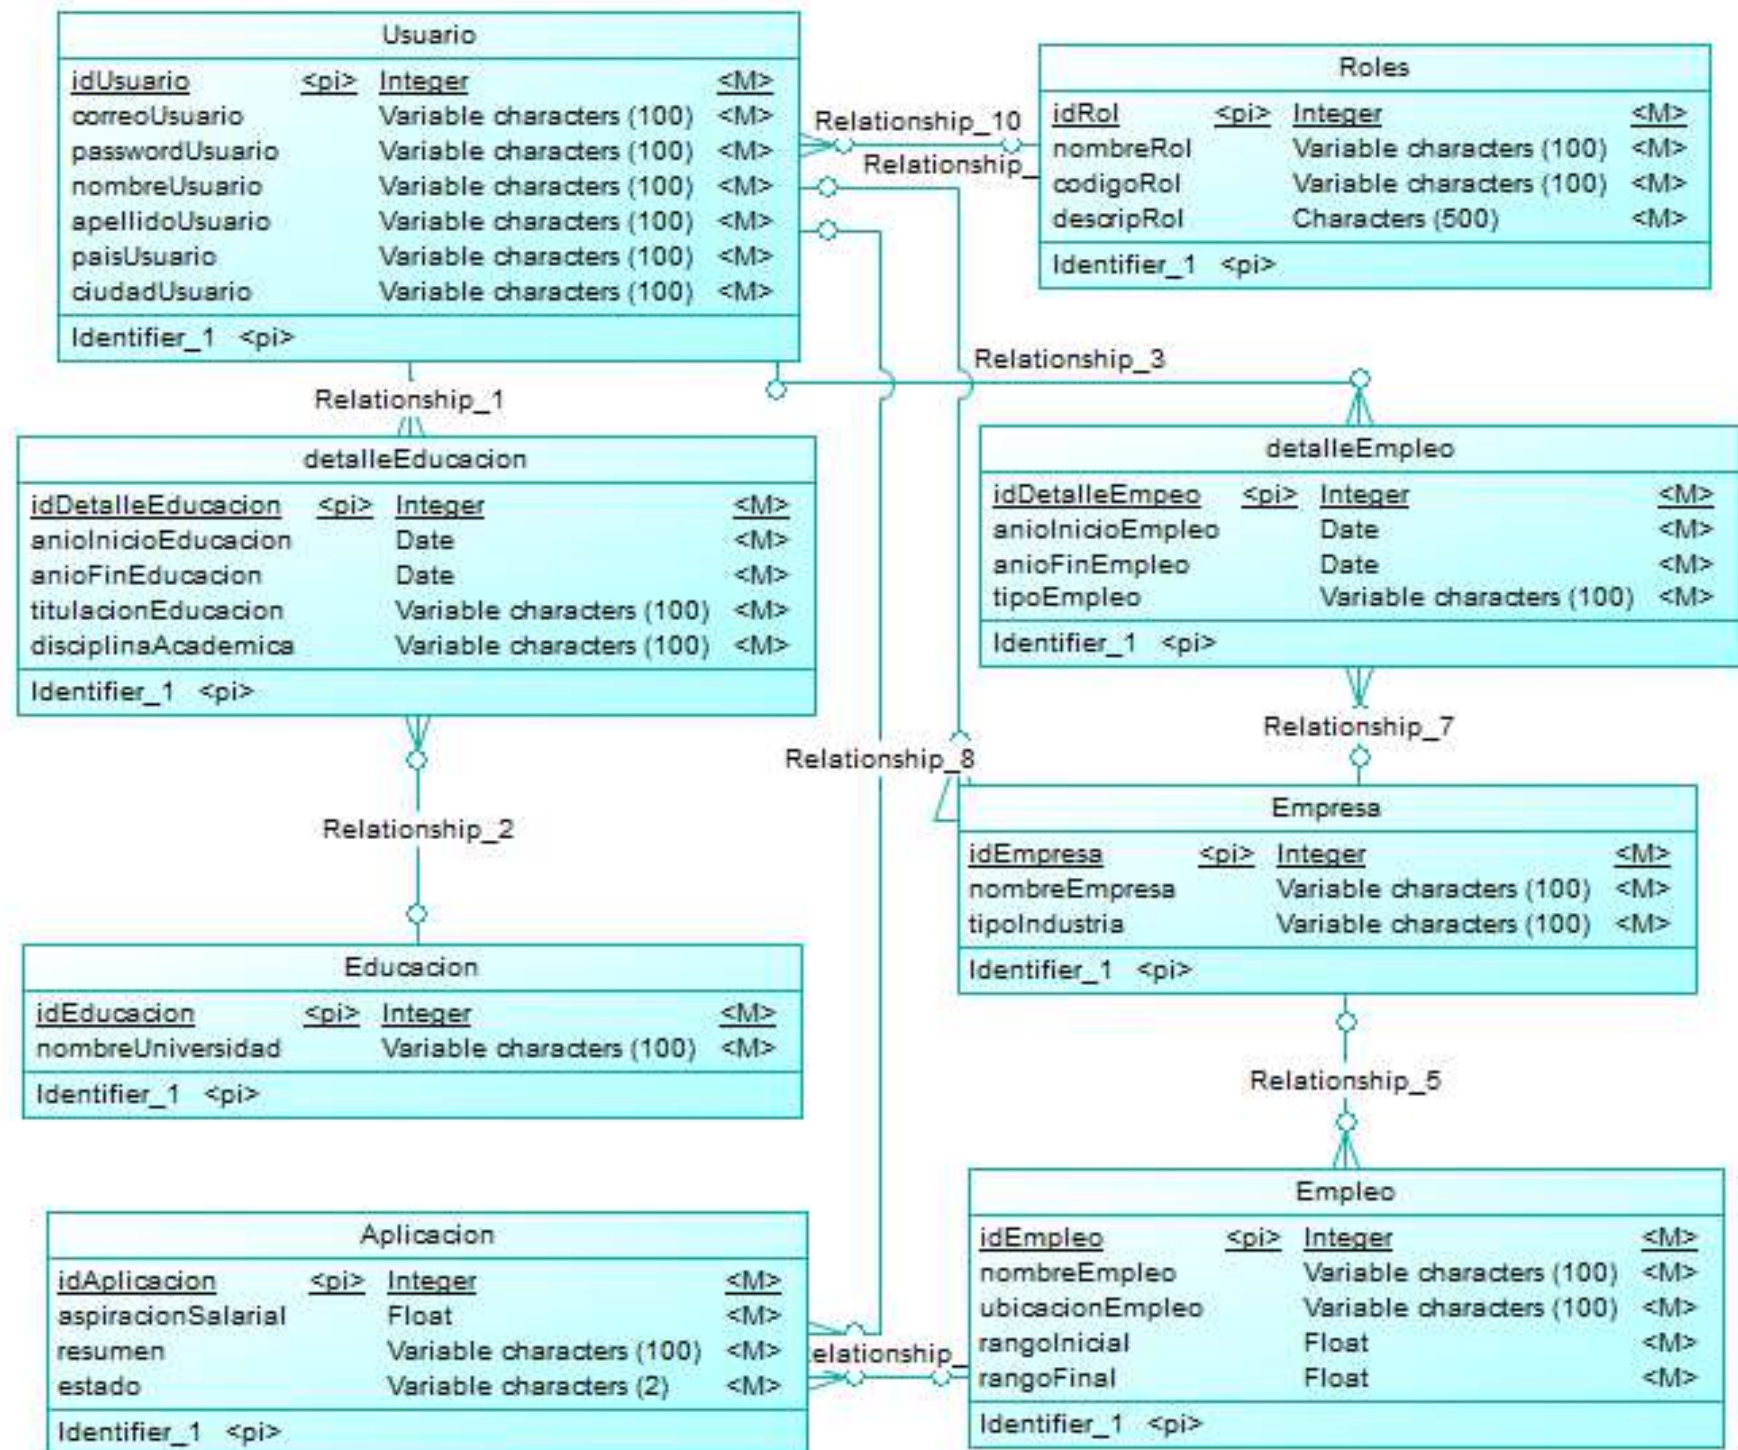 Usuario
idUsuario <pi> Integer <M>
correoUsuario Variable characters (100) <M>
passwordUsuario Variable characters (100) <M>
nombreUsuario Variable characters (100) <M>
apellidoUsuario Variable characters (100) <M>
paisUsuario Variable characters (100) <M>
ciudadUsuario Variable characters (100) <M>
Identifier_1 <pi>
Relationship_10
Relationship_
Roles
idRol <pi> Integer <M>
nombreRol Variable characters (100) <M>
codigoRol Variable characters (100) <M>
descripRol Characters (500) <M>
Identifier_1 <pi>
Relationship_3
Relationship_1
detalleEducacion
idDetalleEducacion <pi> Integer <M>
anioInicioEducacion Date <M>
anioFinEducacion Date <M>
titulacionEducacion Variable characters (100) <M>
disciplinaAcademica Variable characters (100) <M>
Identifier_1 <pi>
detalleEmpleo
idDetalleEmpeo <pi> Integer <M>
anioInicioEmpleo Date <M>
anioFinEmpleo Date <M>
tipoEmpleo Variable characters (100) <M>
Identifier_1 <pi>
Relationship_7
Relationship_8
Relationship_2
Empresa
idEmpresa <pi> Integer <M>
nombreEmpresa Variable characters (100) <M>
tipoIndustria Variable characters (100) <M>
Identifier_1 <pi>
Educacion
idEducacion <pi> Integer <M>
nombreUniversidad Variable characters (100) <M>
Identifier_1 <pi>
Relationship_5
Aplicacion
idAplicacion <pi> Integer <M>
aspiracionSalarial Float <M>
resumen Variable characters (100) <M>
estado Variable characters (2) <M>
Identifier_1 <pi>
elationship_
Empleo
idEmpleo <pi> Integer <M>
nombreEmpleo Variable characters (100) <M>
ubicacionEmpleo Variable characters (100) <M>
rangoInicial Float <M>
rangoFinal Float <M>
Identifier_1 <pi>